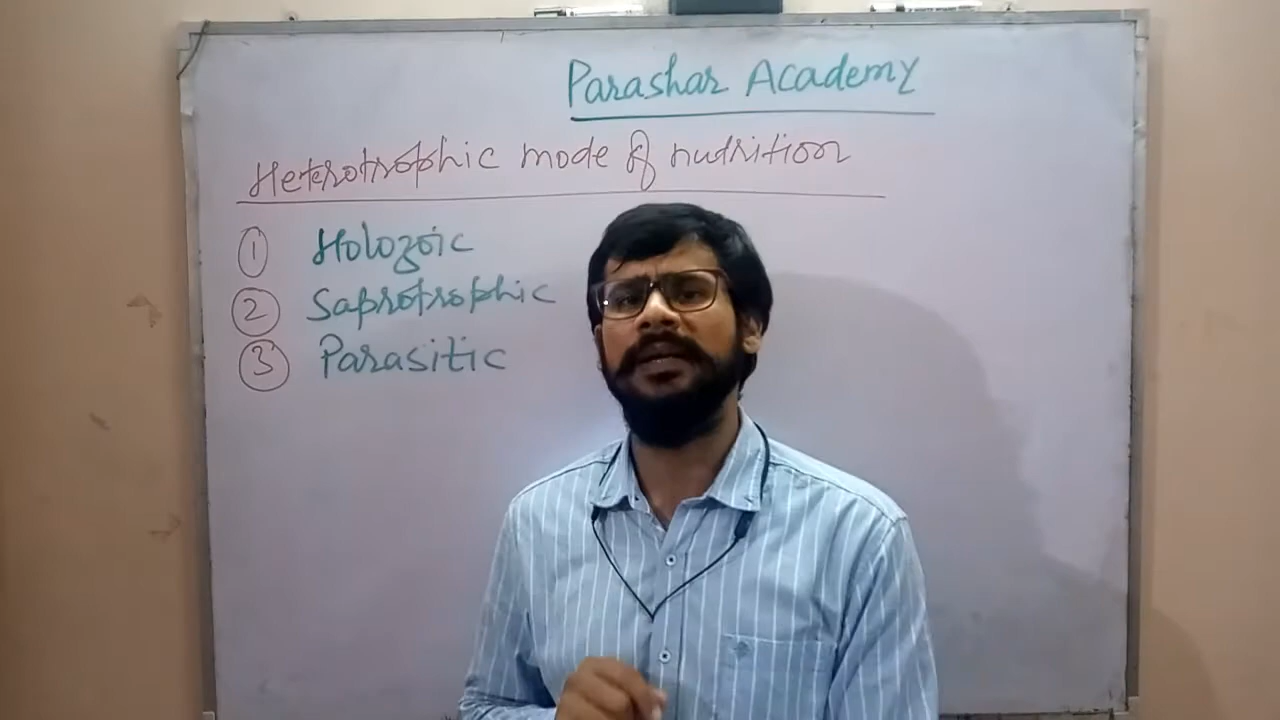 Parashar Academy
Heterotrophic mode of nutrition
1 Holozoic
2 Saprotrophic
3 Parasitic